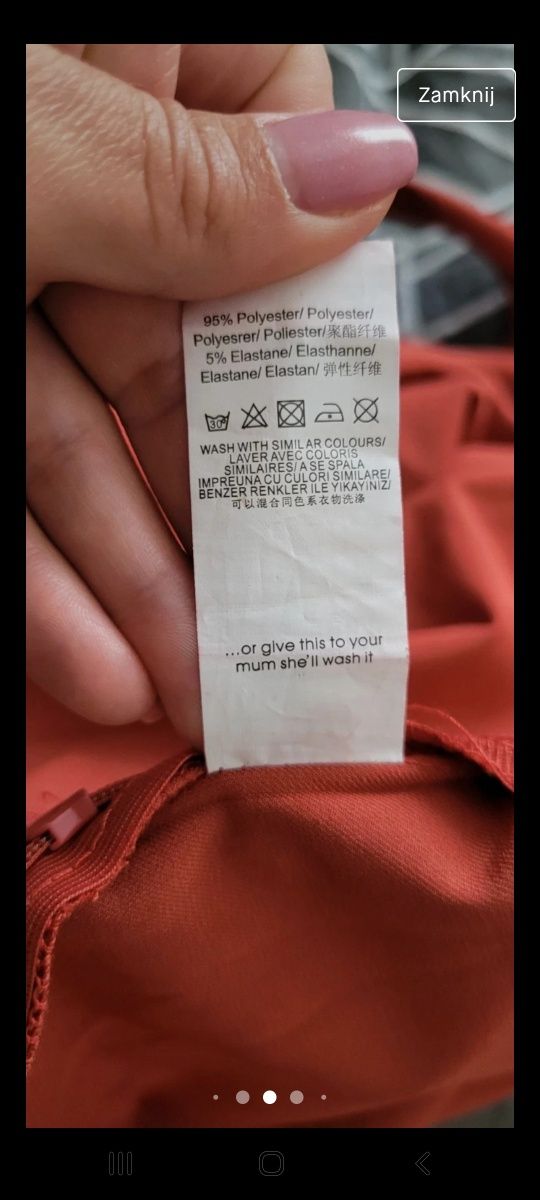 Zamknij
95% Polyester/ Polyester/
Polyesrer/ Poliester/聚酯纤维
5% Elastane/ Elasthanne/
Elastane/ Elastan/ 弹性纤维
30
WASH WITH SIMILAR COLOURS/
LAVER AVEC COLORIS
SIMILAIRES/ A SE SPALA
IMPREUNA CU CULORI SIMILARE/
BENZER RENKLER ILE YIKAYINIZ/
可以混合同色系衣物洗涤
...or give this to your
mum she'll wash it